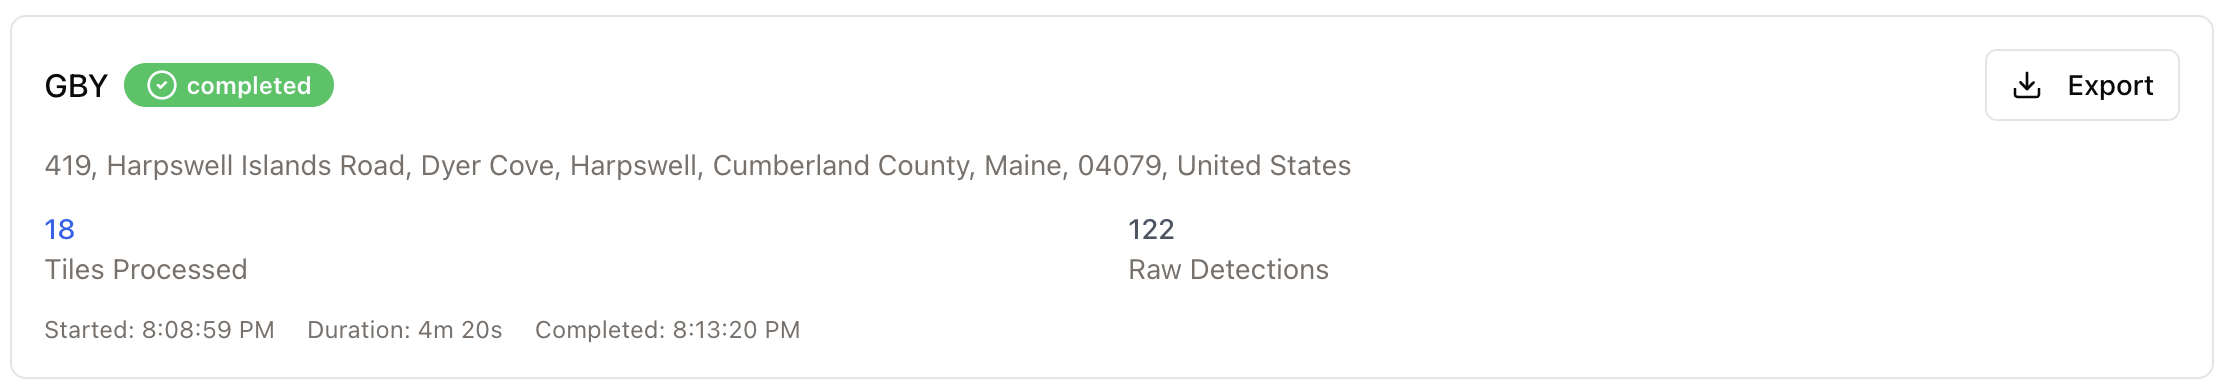 GBY completed Export
419, Harpswell Islands Road, Dyer Cove, Harpswell, Cumberland County, Maine, 04079, United States
18 122
Tiles Processed Raw Detections
Started: 8:08:59 PM Duration: 4m 20s Completed: 8:13:20 PM